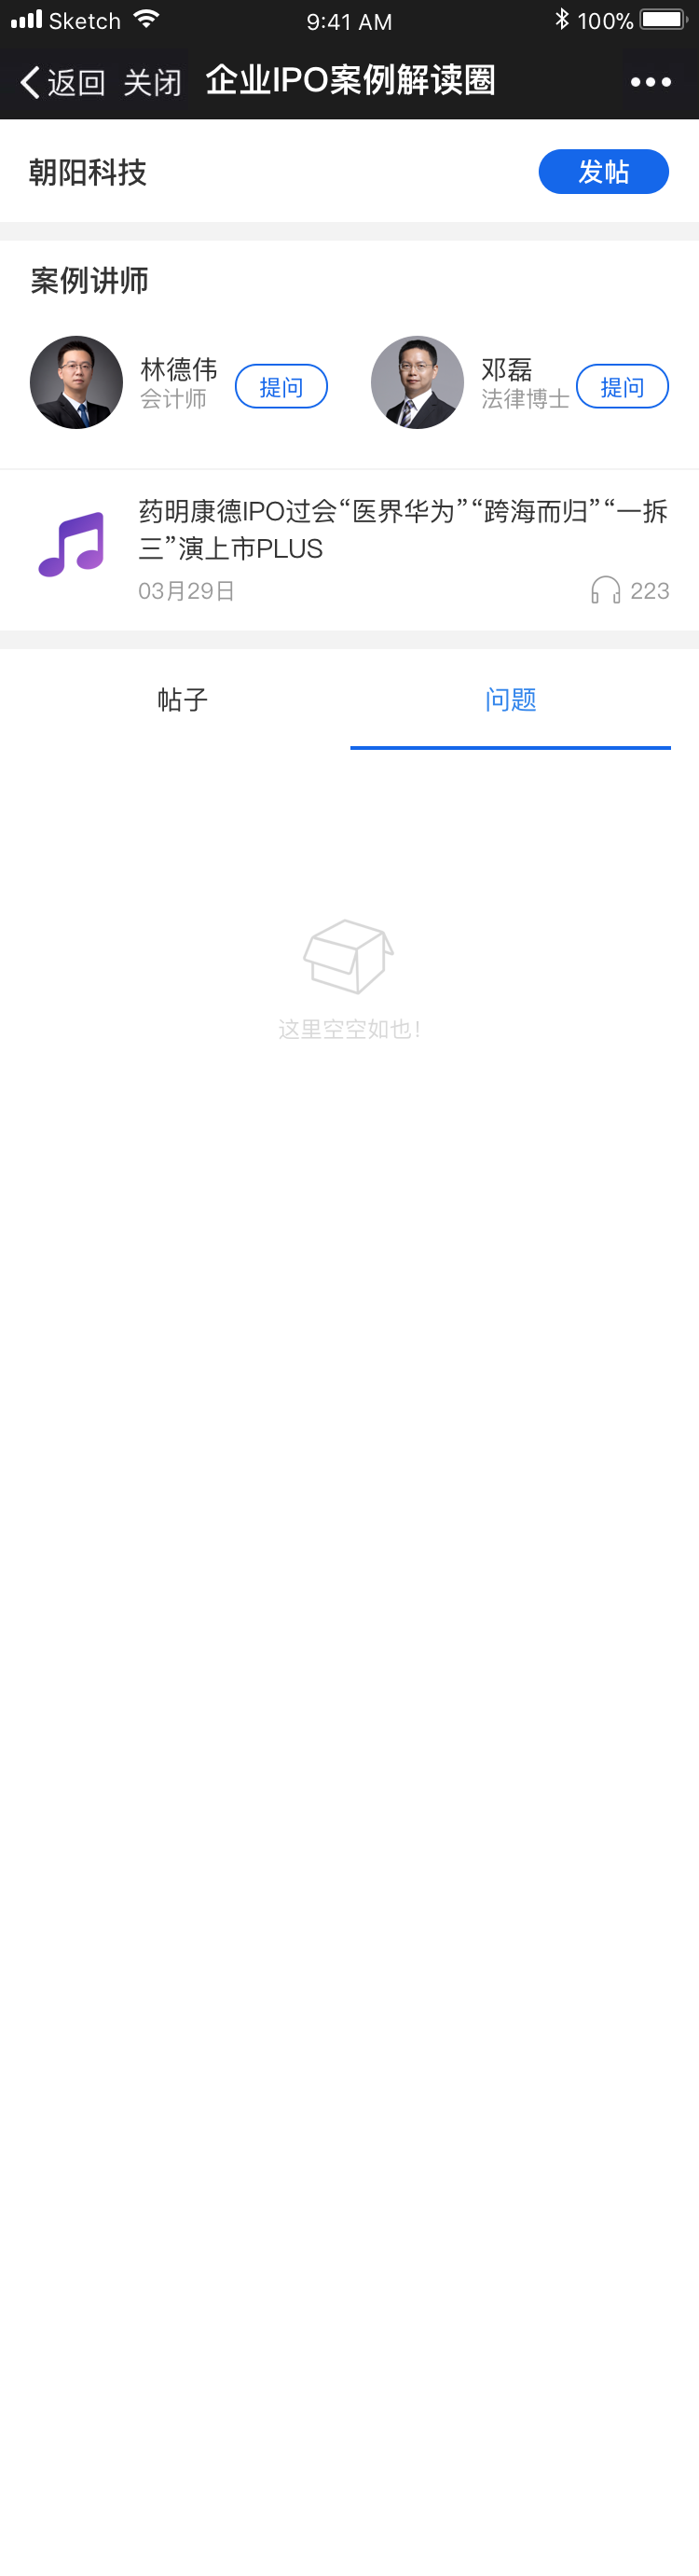 Sketch 9:41 AM 100%
返回 关闭 企业IPO案例解读圈
朝阳科技 发帖
案例讲师
林德伟 提问 邓磊 提问
会计师 法律博士
药明康德IPO过会“医界华为”“跨海而归”“一拆
三”演上市PLUS
03月29日 223
帖子 问题
这里空空如也！